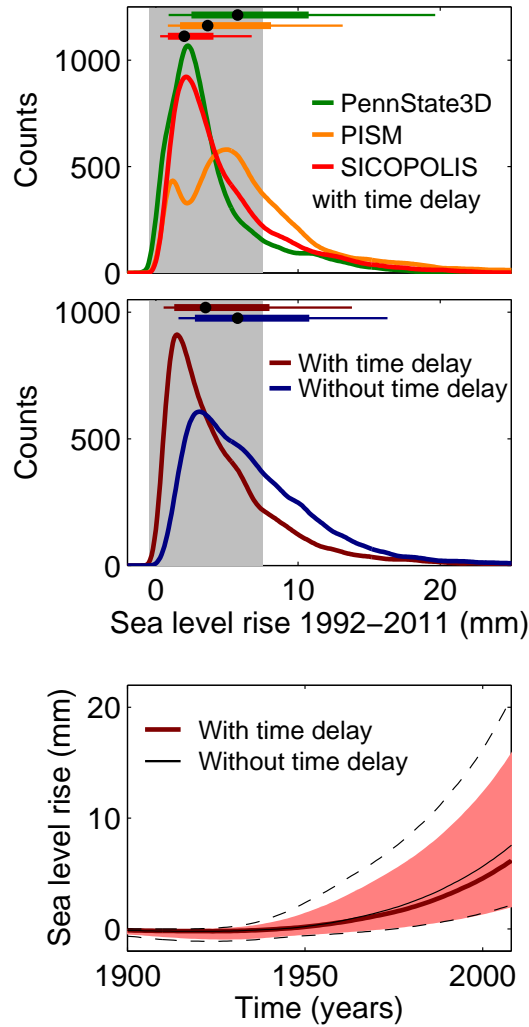 1000
500
0
Counts
PennState3D
PISM
SICOPOLIS
with time delay
1000
500
0
Counts
With time delay
Without time delay
0 10 20
Sea level rise 1992−2011 (mm)
20
10
0
Sea level rise (mm)
With time delay
Without time delay
1900 1950 2000
Time (years)